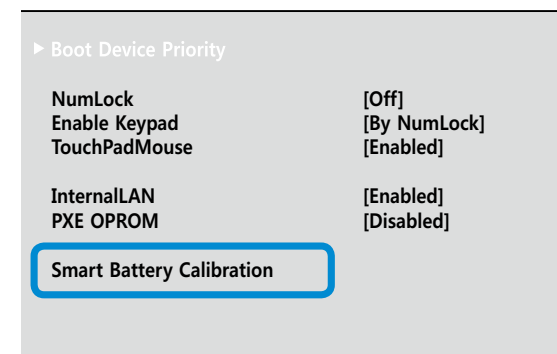 ▶ Boot Device Priority
NumLock [Off]
Enable Keypad [By NumLock]
TouchPadMouse [Enabled]
InternalLAN [Enabled]
PXE OPROM [Disabled]
Smart Battery Calibration